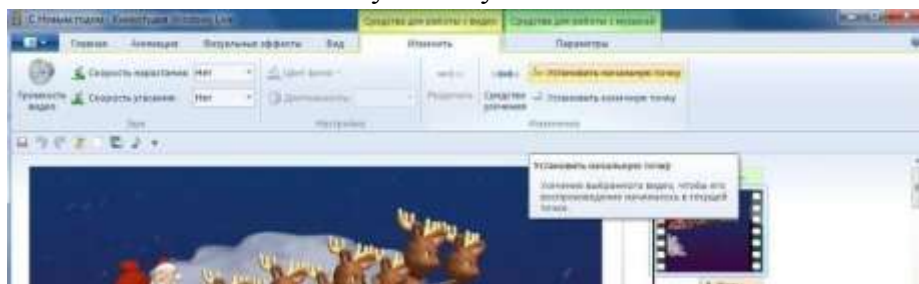 С Новым годом - Киностудия Windows Live
Средства для работы с видео
Средства для работы с музыкой
Главная Анимация Визуальные эффекты Вид Изменить Параметры
Громкость видео
Скорость нарастания: Нет
Скорость угасания: Нет
Звук
Цвет фона
Длительность:
Настройка
Разделить
Средство усечения
Установить начальную точку
Установить конечную точку
Изменение
Установить начальную точку
Усечение выбранного видео, чтобы его
воспроизведение начиналось в текущей
точке.